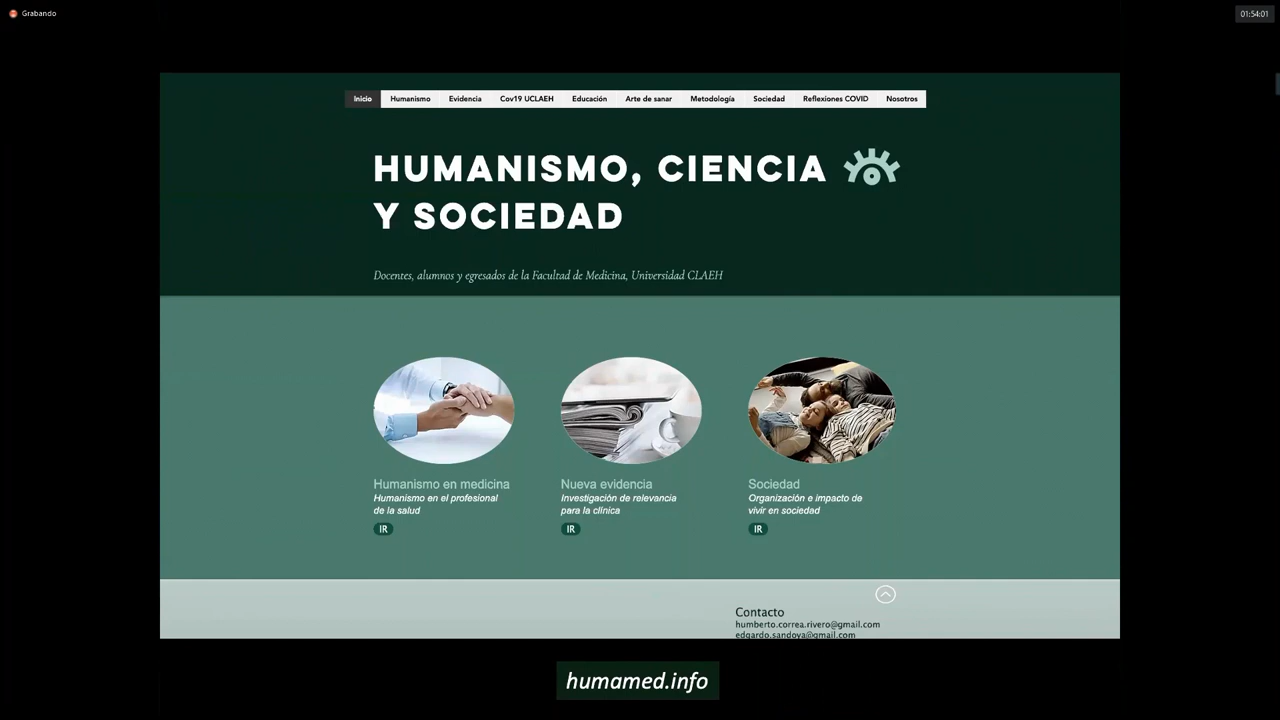 Grabando
01:54:01
Inicio Humanismo Evidencia Cov19 UCLAEH Educación Arte de sanar Metodología Sociedad Reflexiones COVID Nosotros
HUMANISMO, CIENCIA
Y SOCIEDAD
Docentes, alumnos y egresados de la Facultad de Medicina, Universidad CLAEH
Humanismo en medicina
Humanismo en el profesional
de la salud
IR
Nueva evidencia
Investigación de relevancia
para la clínica
IR
Sociedad
Organización e impacto de
vivir en sociedad
IR
Contacto
humberto.correa.rivero@gmail.com
edgardo.sandoya@gmail.com
humamed.info